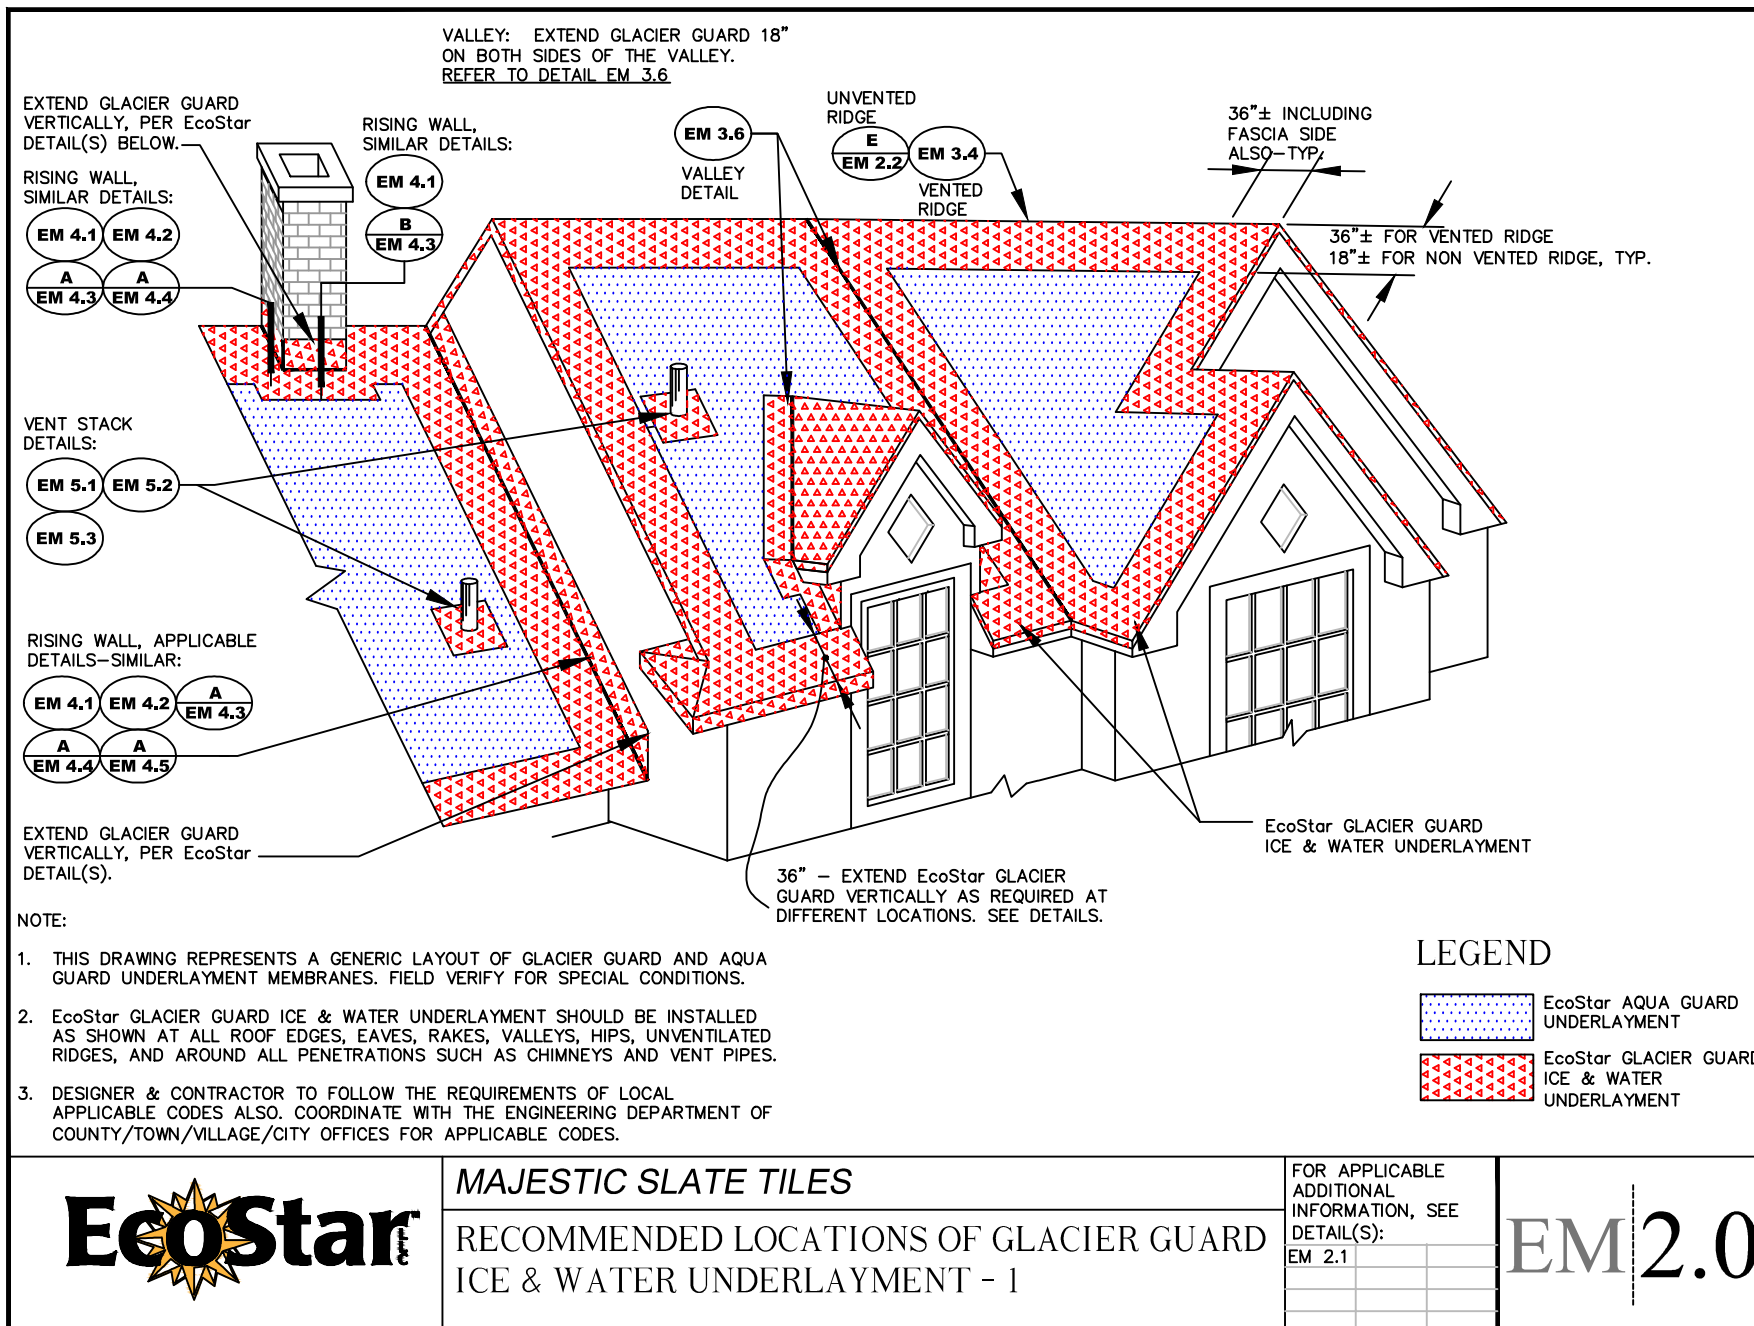 VALLEY: EXTEND GLACIER GUARD 18"
ON BOTH SIDES OF THE VALLEY.
REFER TO DETAIL EM 3.6
EXTEND GLACIER GUARD
VERTICALLY, PER EcoStar
DETAIL(S) BELOW.
RISING WALL,
SIMILAR DETAILS:
EM 4.1 EM 4.2
A A
EM 4.3 EM 4.4
RISING WALL,
SIMILAR DETAILS:
EM 4.1
B
EM 4.3
EM 3.6
VALLEY
DETAIL
UNVENTED
RIDGE
E
EM 2.2 EM 3.4
VENTED
RIDGE
36"± INCLUDING
FASCIA SIDE
ALSO-TYP.
36"± FOR VENTED RIDGE
18"± FOR NON VENTED RIDGE, TYP.
VENT STACK
DETAILS:
EM 5.1 EM 5.2
EM 5.3
RISING WALL, APPLICABLE
DETAILS-SIMILAR:
EM 4.1 EM 4.2 A
EM 4.3
A A
EM 4.4 EM 4.5
EXTEND GLACIER GUARD
VERTICALLY, PER EcoStar
DETAIL(S).
36" - EXTEND EcoStar GLACIER
GUARD VERTICALLY AS REQUIRED AT
DIFFERENT LOCATIONS. SEE DETAILS.
EcoStar GLACIER GUARD
ICE & WATER UNDERLAYMENT
NOTE:
1. THIS DRAWING REPRESENTS A GENERIC LAYOUT OF GLACIER GUARD AND AQUA
GUARD UNDERLAYMENT MEMBRANES. FIELD VERIFY FOR SPECIAL CONDITIONS.
2. EcoStar GLACIER GUARD ICE & WATER UNDERLAYMENT SHOULD BE INSTALLED
AS SHOWN AT ALL ROOF EDGES, EAVES, RAKES, VALLEYS, HIPS, UNVENTILATED
RIDGES, AND AROUND ALL PENETRATIONS SUCH AS CHIMNEYS AND VENT PIPES.
3. DESIGNER & CONTRACTOR TO FOLLOW THE REQUIREMENTS OF LOCAL
APPLICABLE CODES ALSO. COORDINATE WITH THE ENGINEERING DEPARTMENT OF
COUNTY/TOWN/VILLAGE/CITY OFFICES FOR APPLICABLE CODES.
LEGEND
EcoStar AQUA GUARD
UNDERLAYMENT
EcoStar GLACIER GUARD
ICE & WATER
UNDERLAYMENT
EcoStar
MAJESTIC SLATE TILES
RECOMMENDED LOCATIONS OF GLACIER GUARD
ICE & WATER UNDERLAYMENT - 1
FOR APPLICABLE
ADDITIONAL
INFORMATION, SEE
DETAIL(S):
EM 2.1
EM 2.0